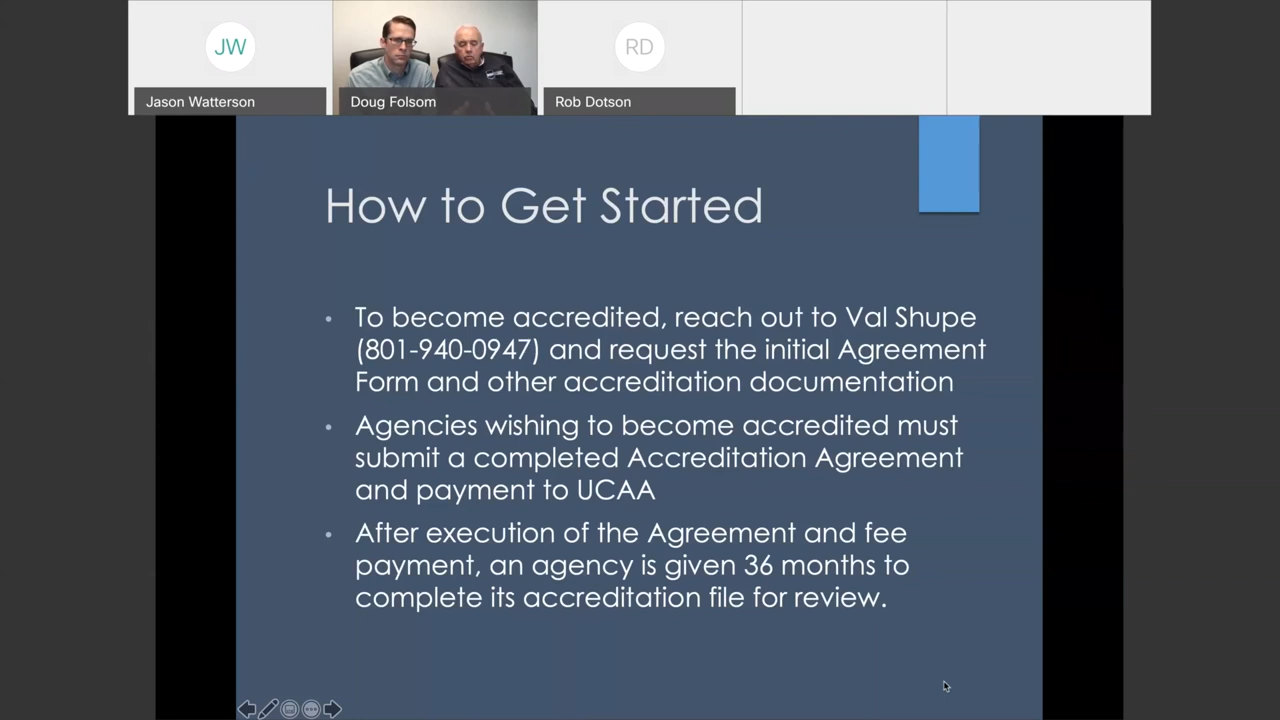 JW
RD
Jason Watterson
Doug Folsom
Rob Dotson
How to Get Started
• To become accredited, reach out to Val Shupe
(801-940-0947) and request the initial Agreement
Form and other accreditation documentation
• Agencies wishing to become accredited must
submit a completed Accreditation Agreement
and payment to UCAA
• After execution of the Agreement and fee
payment, an agency is given 36 months to
complete its accreditation file for review.